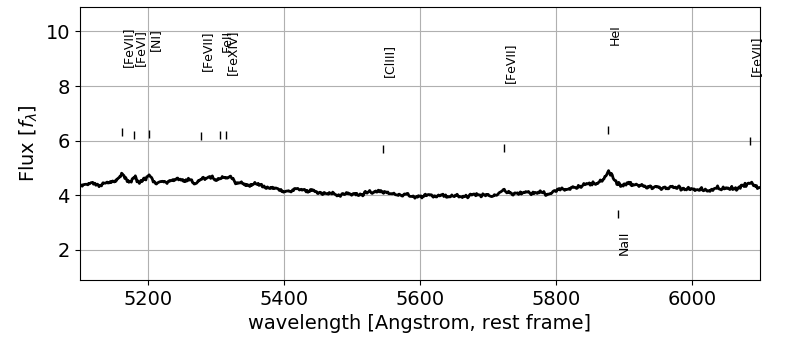 [FeVII]
[FeVI]
[NI]
[FeVII]
FeII
[FeXIV]
[ClIII]
[FeVII]
HeI
[FeVII]
NaII
10
8
6
4
2
Flux [fλ]
5200 5400 5600 5800 6000
wavelength [Angstrom, rest frame]